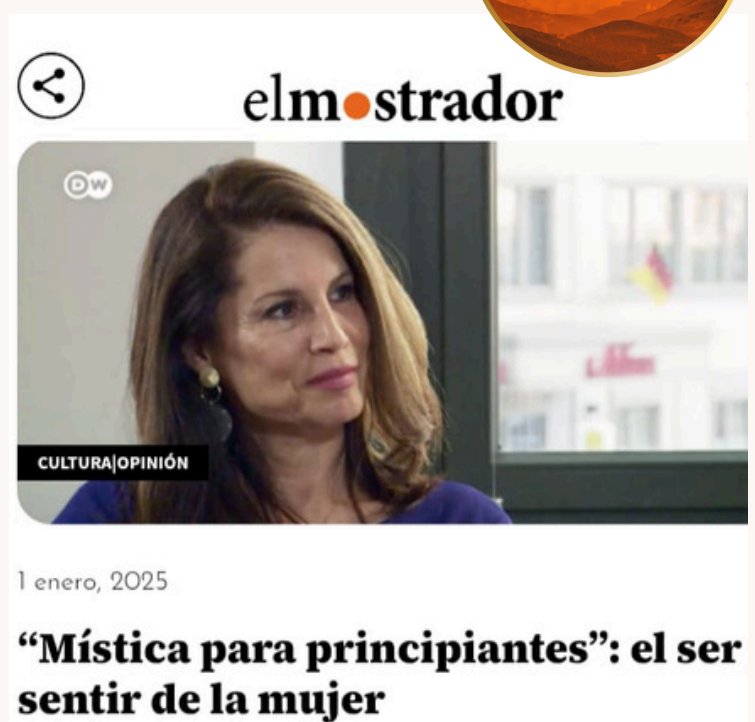 elmostrador
DW
CULTURA|OPINIÓN
1 enero, 2025
“Mística para principiantes”: el ser
sentir de la mujer